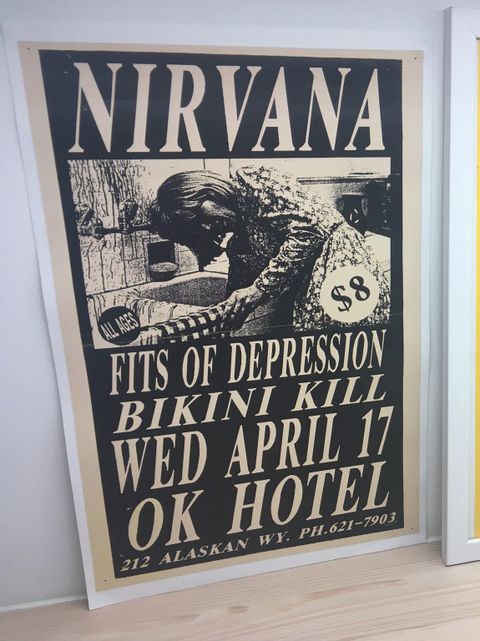 NIRVANA
$8
ALL AGES
FITS OF DEPRESSION
BIKINI KILL
WED APRIL 17
OK HOTEL
212 ALASKAN WY. PH.621-7903